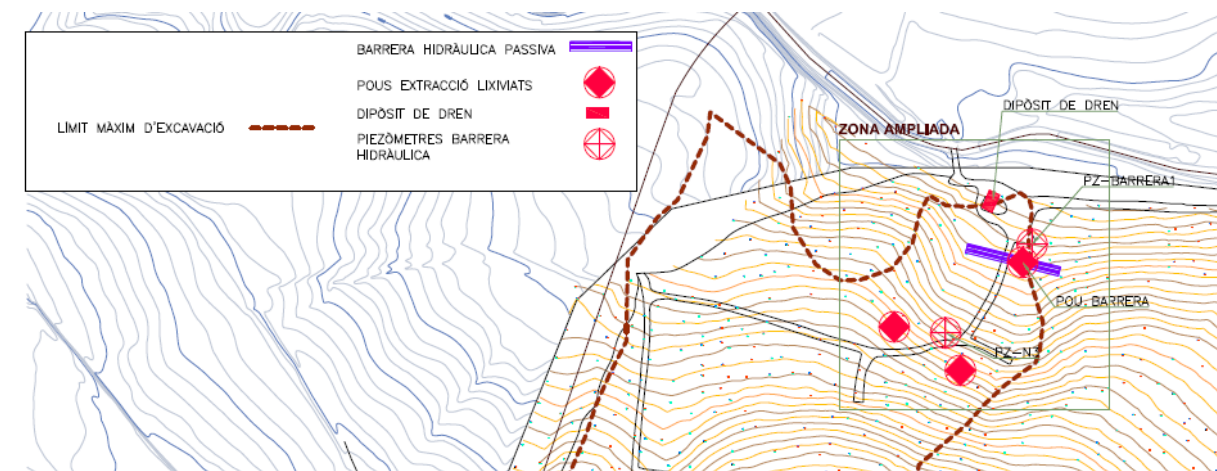 BARRERA HIDRÀULICA PASSIVA
POUS EXTRACCIÓ LIXIVIATS
LÍMIT MÀXIM D'EXCAVACIÓ
DIPÒSIT DE DREN
PIEZÒMETRES BARRERA
HIDRÀULICA
DIPÒSIT DE DREN
ZONA AMPLIADA
PZ-BARRERA1
POU BARRERA
PZ-N3